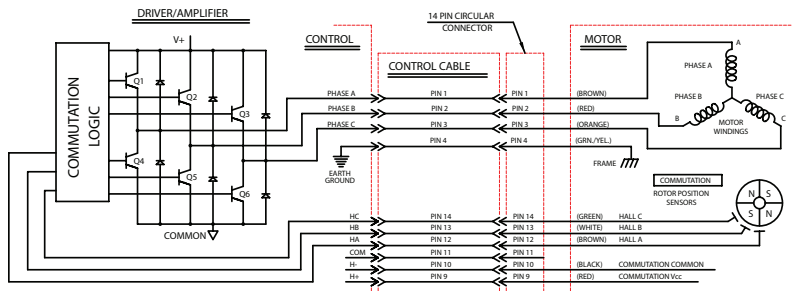 DRIVER/AMPLIFIER
14 PIN CIRCULAR
CONNECTOR
V+
CONTROL
MOTOR
CONTROL CABLE
COMMUTATION
LOGIC
Q1
Q2
Q3
Q4
Q5
Q6
COMMON
A
PHASE A
PHASE B
PHASE C
B
C
MOTOR
WINDINGS
PHASE A PIN 1 PIN 1 (BROWN)
PHASE B PIN 2 PIN 2 (RED)
PHASE C PIN 3 PIN 3 (ORANGE)
PIN 4 PIN 4 (GRN./YEL.)
EARTH
GROUND
FRAME
COMMUTATION
ROTOR POSITION
SENSORS
N S
S N
HC PIN 14 PIN 14 (GREEN) HALL C
HB PIN 13 PIN 13 (WHITE) HALL B
HA PIN 12 PIN 12 (BROWN) HALL A
COM PIN 11 PIN 11
H- PIN 10 PIN 10 (BLACK) COMMUTATION COMMON
H+ PIN 9 PIN 9 (RED) COMMUTATION Vcc